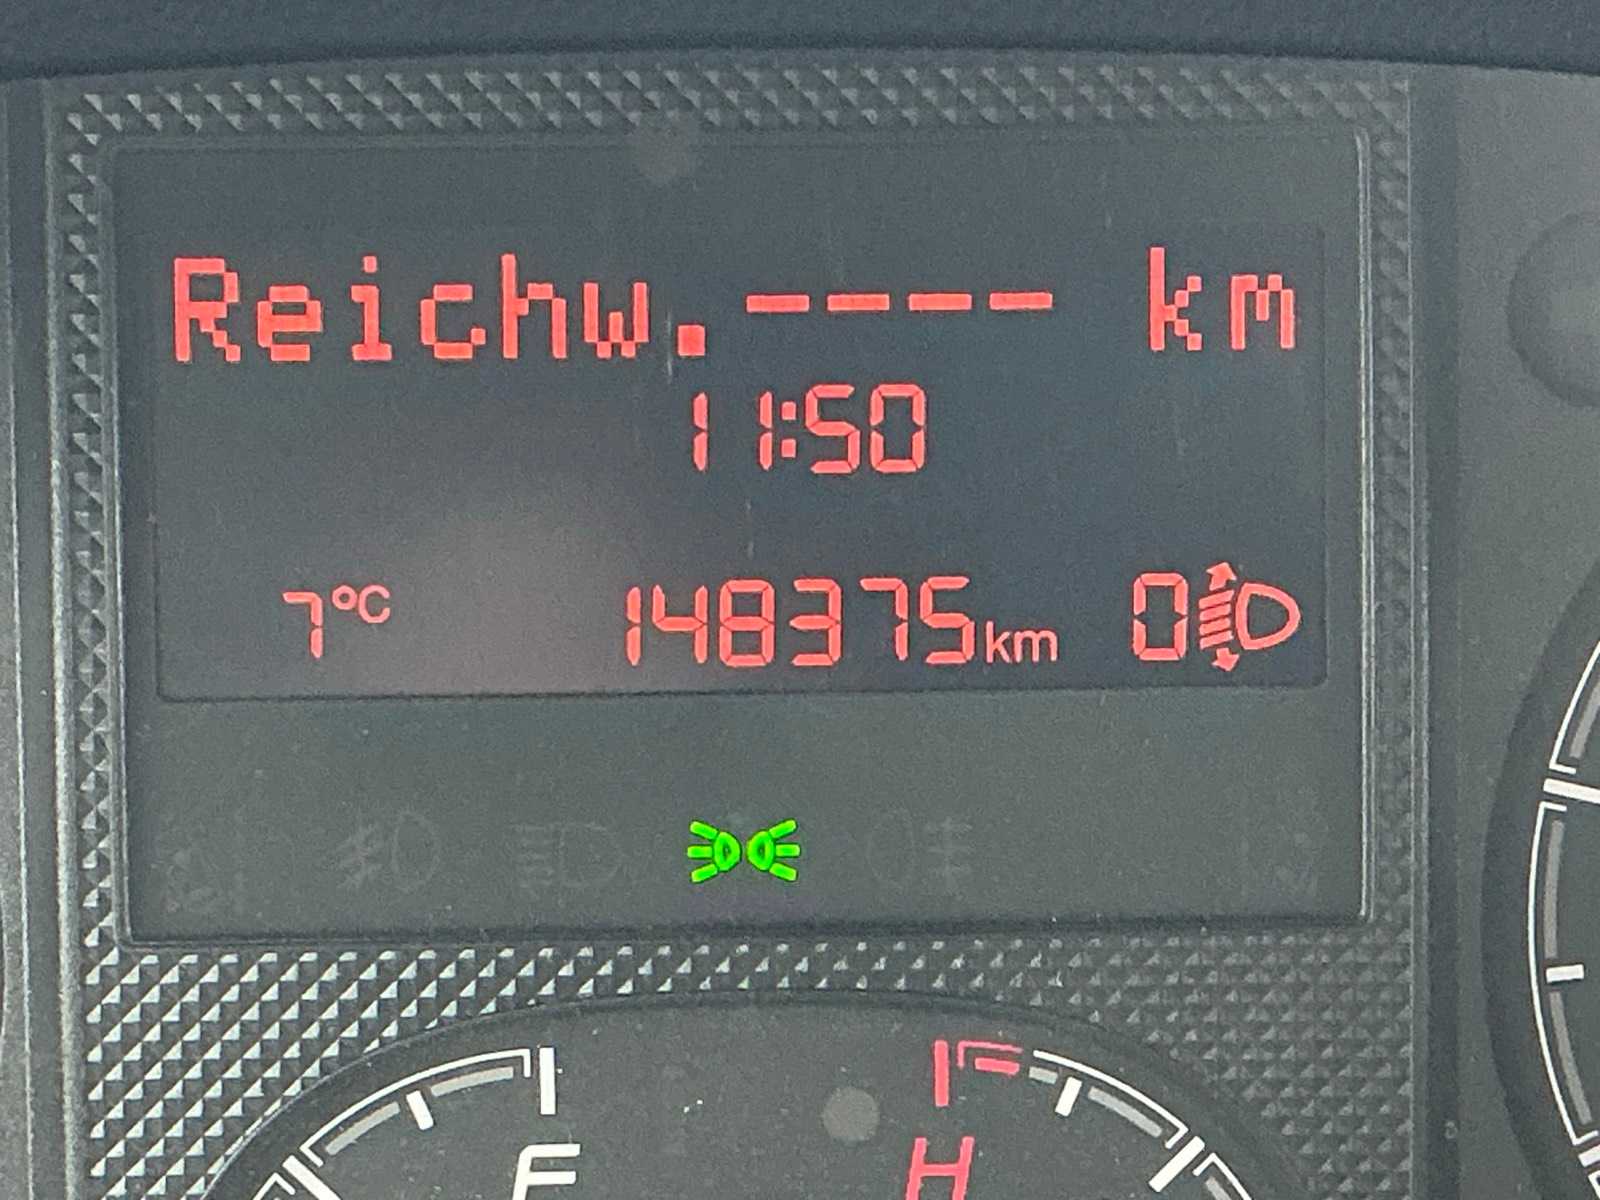 Reichw.---- km
11:50
7°C 148375km 0
F H